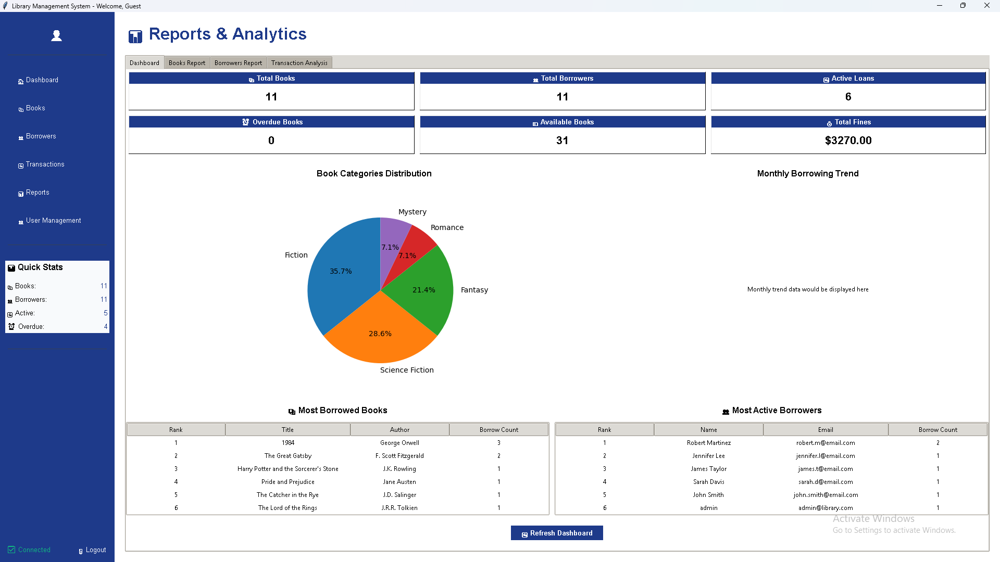 Library Management System - Welcome, Guest
Reports & Analytics
Dashboard
Books
Borrowers
Transactions
Reports
User Management
Quick Stats
Books: 11
Borrowers: 11
Active: 5
Overdue: 4
Connected
Logout
Dashboard Books Report Borrowers Report Transaction Analysis
Total Books Total Borrowers Active Loans
11 11 6
Overdue Books Available Books Total Fines
0 31 $3270.00
Book Categories Distribution
Mystery
Romance
7.1%
7.1%
Fiction
35.7%
21.4%
Fantasy
28.6%
Science Fiction
Monthly Borrowing Trend
Monthly trend data would be displayed here
Most Borrowed Books
Rank Title Author Borrow Count
1 1984 George Orwell 3
2 The Great Gatsby F. Scott Fitzgerald 2
3 Harry Potter and the Sorcerer's Stone J.K. Rowling 1
4 Pride and Prejudice Jane Austen 1
5 The Catcher in the Rye J.D. Salinger 1
6 The Lord of the Rings J.R.R. Tolkien 1
Most Active Borrowers
Rank Name Email Borrow Count
1 Robert Martinez robert.m@email.com 2
2 Jennifer Lee jennifer.l@email.com 1
3 James Taylor james.t@email.com 1
4 Sarah Davis sarah.d@email.com 1
5 John Smith john.smith@email.com 1
6 admin admin@library.com 1
Refresh Dashboard
Activate Windows
Go to Settings to activate Windows.